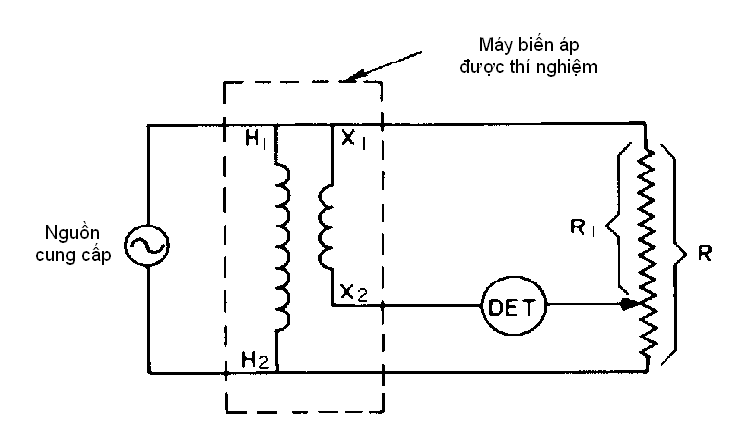 Máy biến áp
được thí nghiệm
H1
X1
Nguồn
cung cấp
R1
R
X2
DET
H2